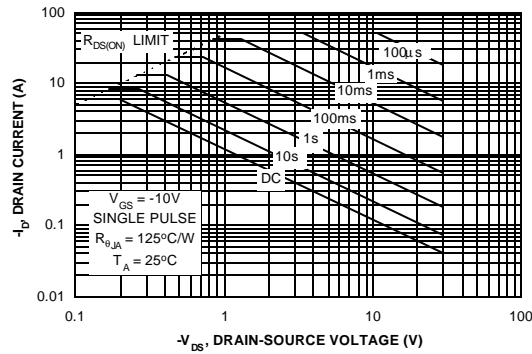 100
10
1
0.1
0.01
-I_D, DRAIN CURRENT (A)
R_DS(ON) LIMIT
100μs
1ms
10ms
100ms
1s
10s
DC
V_GS = -10V
SINGLE PULSE
R_θJA = 125°C/W
T_A = 25°C
0.1
1
10
100
-V_DS, DRAIN-SOURCE VOLTAGE (V)